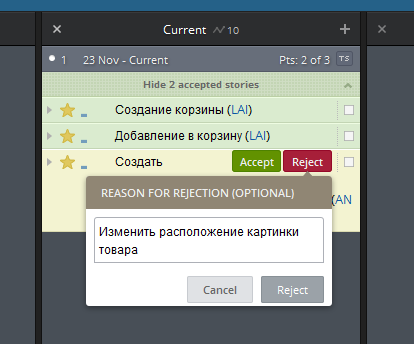 Current 10
1 23 Nov - Current Pts: 2 of 3 TS
Hide 2 accepted stories
Создание корзины (LAI)
Добавление в корзину (LAI)
Создать Accept Reject
(AN
REASON FOR REJECTION (OPTIONAL)
Изменить расположение картинки
товара
Cancel Reject